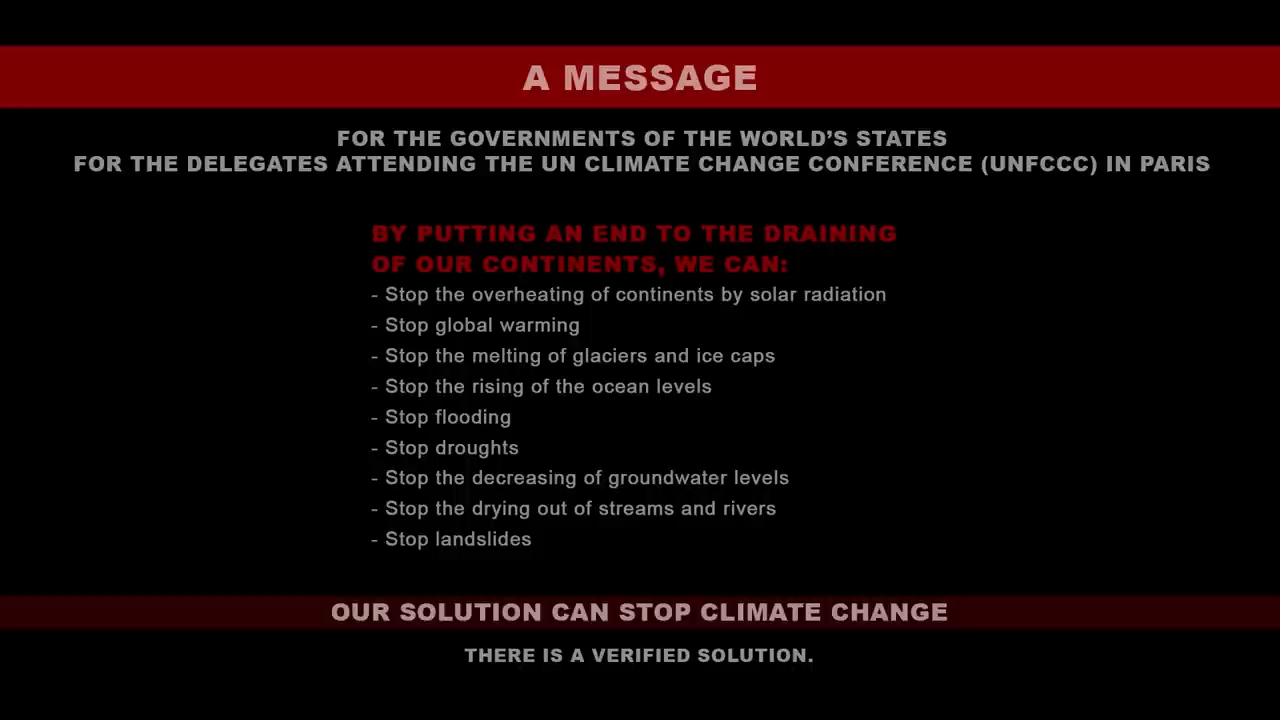 A MESSAGE
FOR THE GOVERNMENTS OF THE WORLD’S STATES
FOR THE DELEGATES ATTENDING THE UN CLIMATE CHANGE CONFERENCE (UNFCCC) IN PARIS
BY PUTTING AN END TO THE DRAINING
OF OUR CONTINENTS, WE CAN:
- Stop the overheating of continents by solar radiation
- Stop global warming
- Stop the melting of glaciers and ice caps
- Stop the rising of the ocean levels
- Stop flooding
- Stop droughts
- Stop the decreasing of groundwater levels
- Stop the drying out of streams and rivers
- Stop landslides
OUR SOLUTION CAN STOP CLIMATE CHANGE
THERE IS A VERIFIED SOLUTION.